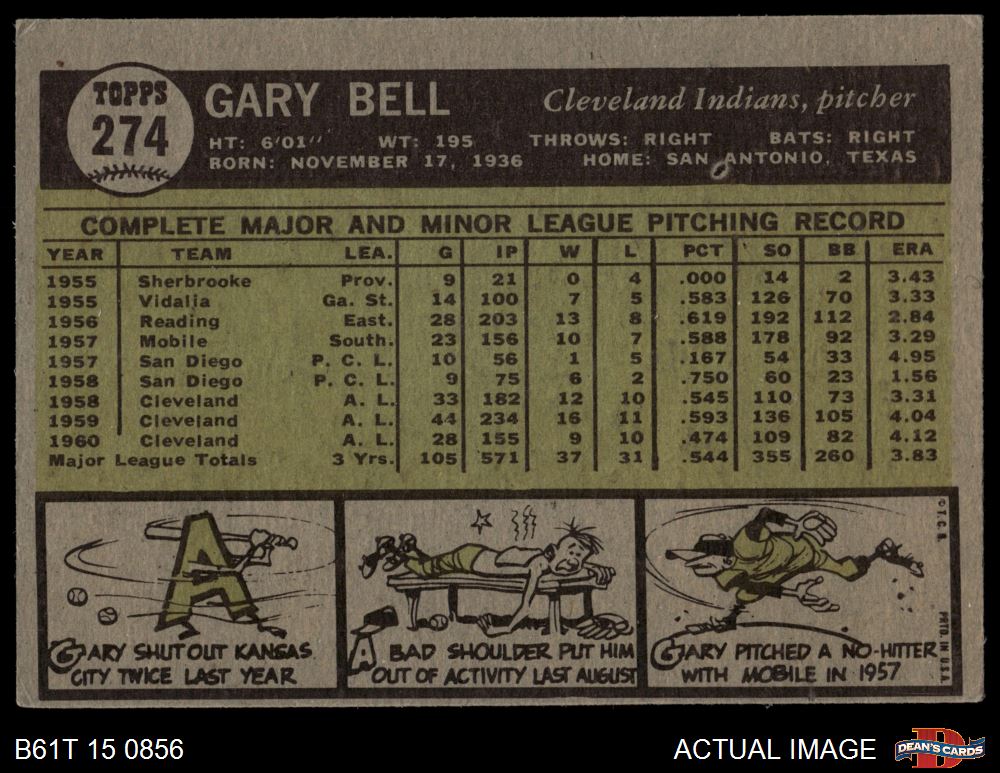 TOPPS
274
GARY BELL
Cleveland Indians, pitcher
HT: 6'01" WT: 195 THROWS: RIGHT BATS: RIGHT
BORN: NOVEMBER 17, 1936 HOME: SAN ANTONIO, TEXAS
COMPLETE MAJOR AND MINOR LEAGUE PITCHING RECORD
YEAR TEAM LEA. G IP W L PCT SO BB ERA
1955 Sherbrooke Prov. 9 21 0 4 .000 14 2 3.43
1955 Vidalia Ga. St. 14 100 7 5 .583 126 70 3.33
1956 Reading East. 28 203 13 8 .619 192 112 2.84
1957 Mobile South. 23 156 10 7 .588 178 92 3.29
1957 San Diego P. C. L. 10 56 1 5 .167 54 33 4.95
1958 San Diego P. C. L. 9 75 6 2 .750 60 23 1.56
1958 Cleveland A. L. 33 182 12 10 .545 110 73 3.31
1959 Cleveland A. L. 44 234 16 11 .593 136 105 4.04
1960 Cleveland A. L. 28 155 9 10 .474 109 82 4.12
Major League Totals 3 Yrs. 105 571 37 31 .544 355 260 3.83
A
GARY SHUT OUT KANSAS
CITY TWICE LAST YEAR
A BAD SHOULDER PUT HIM
OUT OF ACTIVITY LAST AUGUST
GARY PITCHED A NO-HITTER
WITH MOBILE IN 1957
© T. C. G.
PRTD. IN U.S.A.
B61T 15 0856
ACTUAL IMAGE
D
DEAN'S CARDS